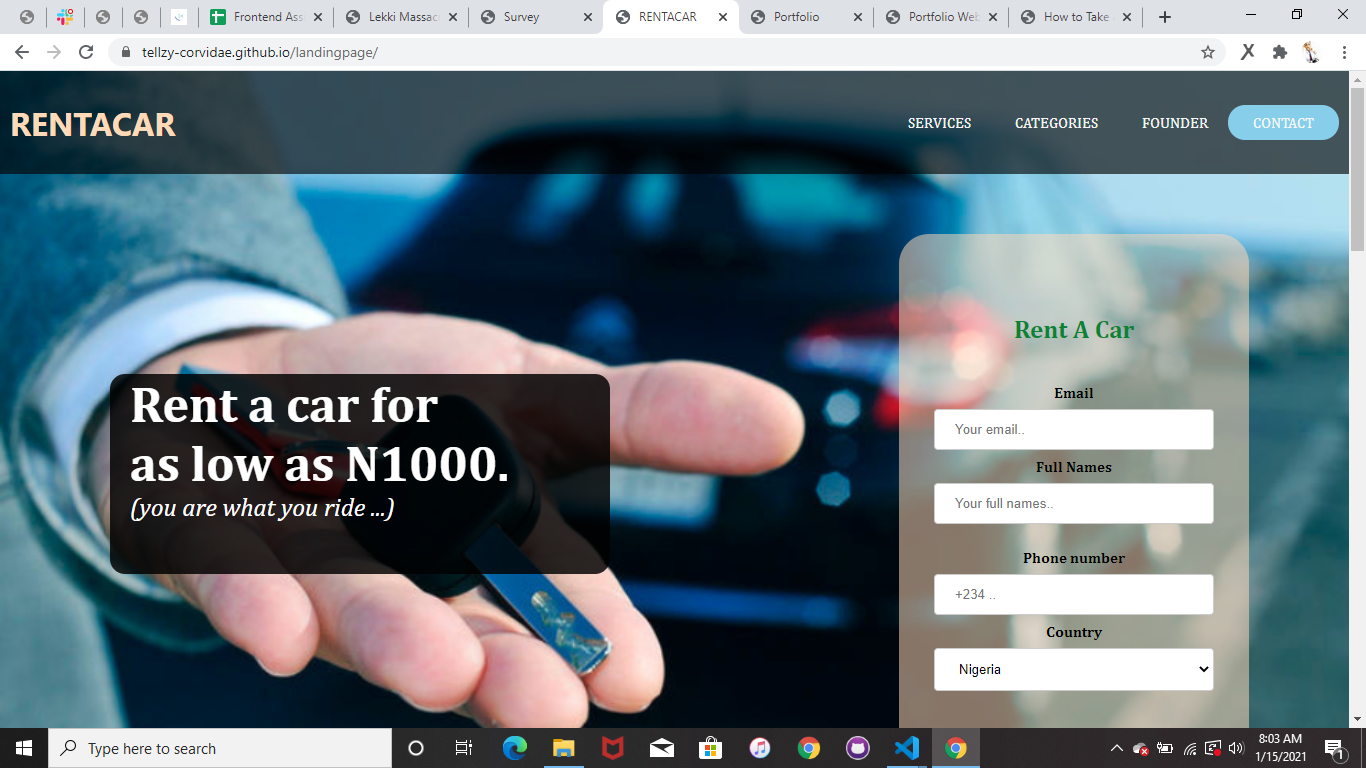 Frontend Ass
Lekki Massac
Survey
RENTACAR
Portfolio
Portfolio Web
How to Take
tellzy-corvidae.github.io/landingpage/
RENTACAR
SERVICES
CATEGORIES
FOUNDER
CONTACT
Rent a car for
as low as N1000.
(you are what you ride ...)
Rent A Car
Email
Your email..
Full Names
Your full names..
Phone number
+234 ..
Country
Nigeria
Type here to search
8:03 AM
1/15/2021
1